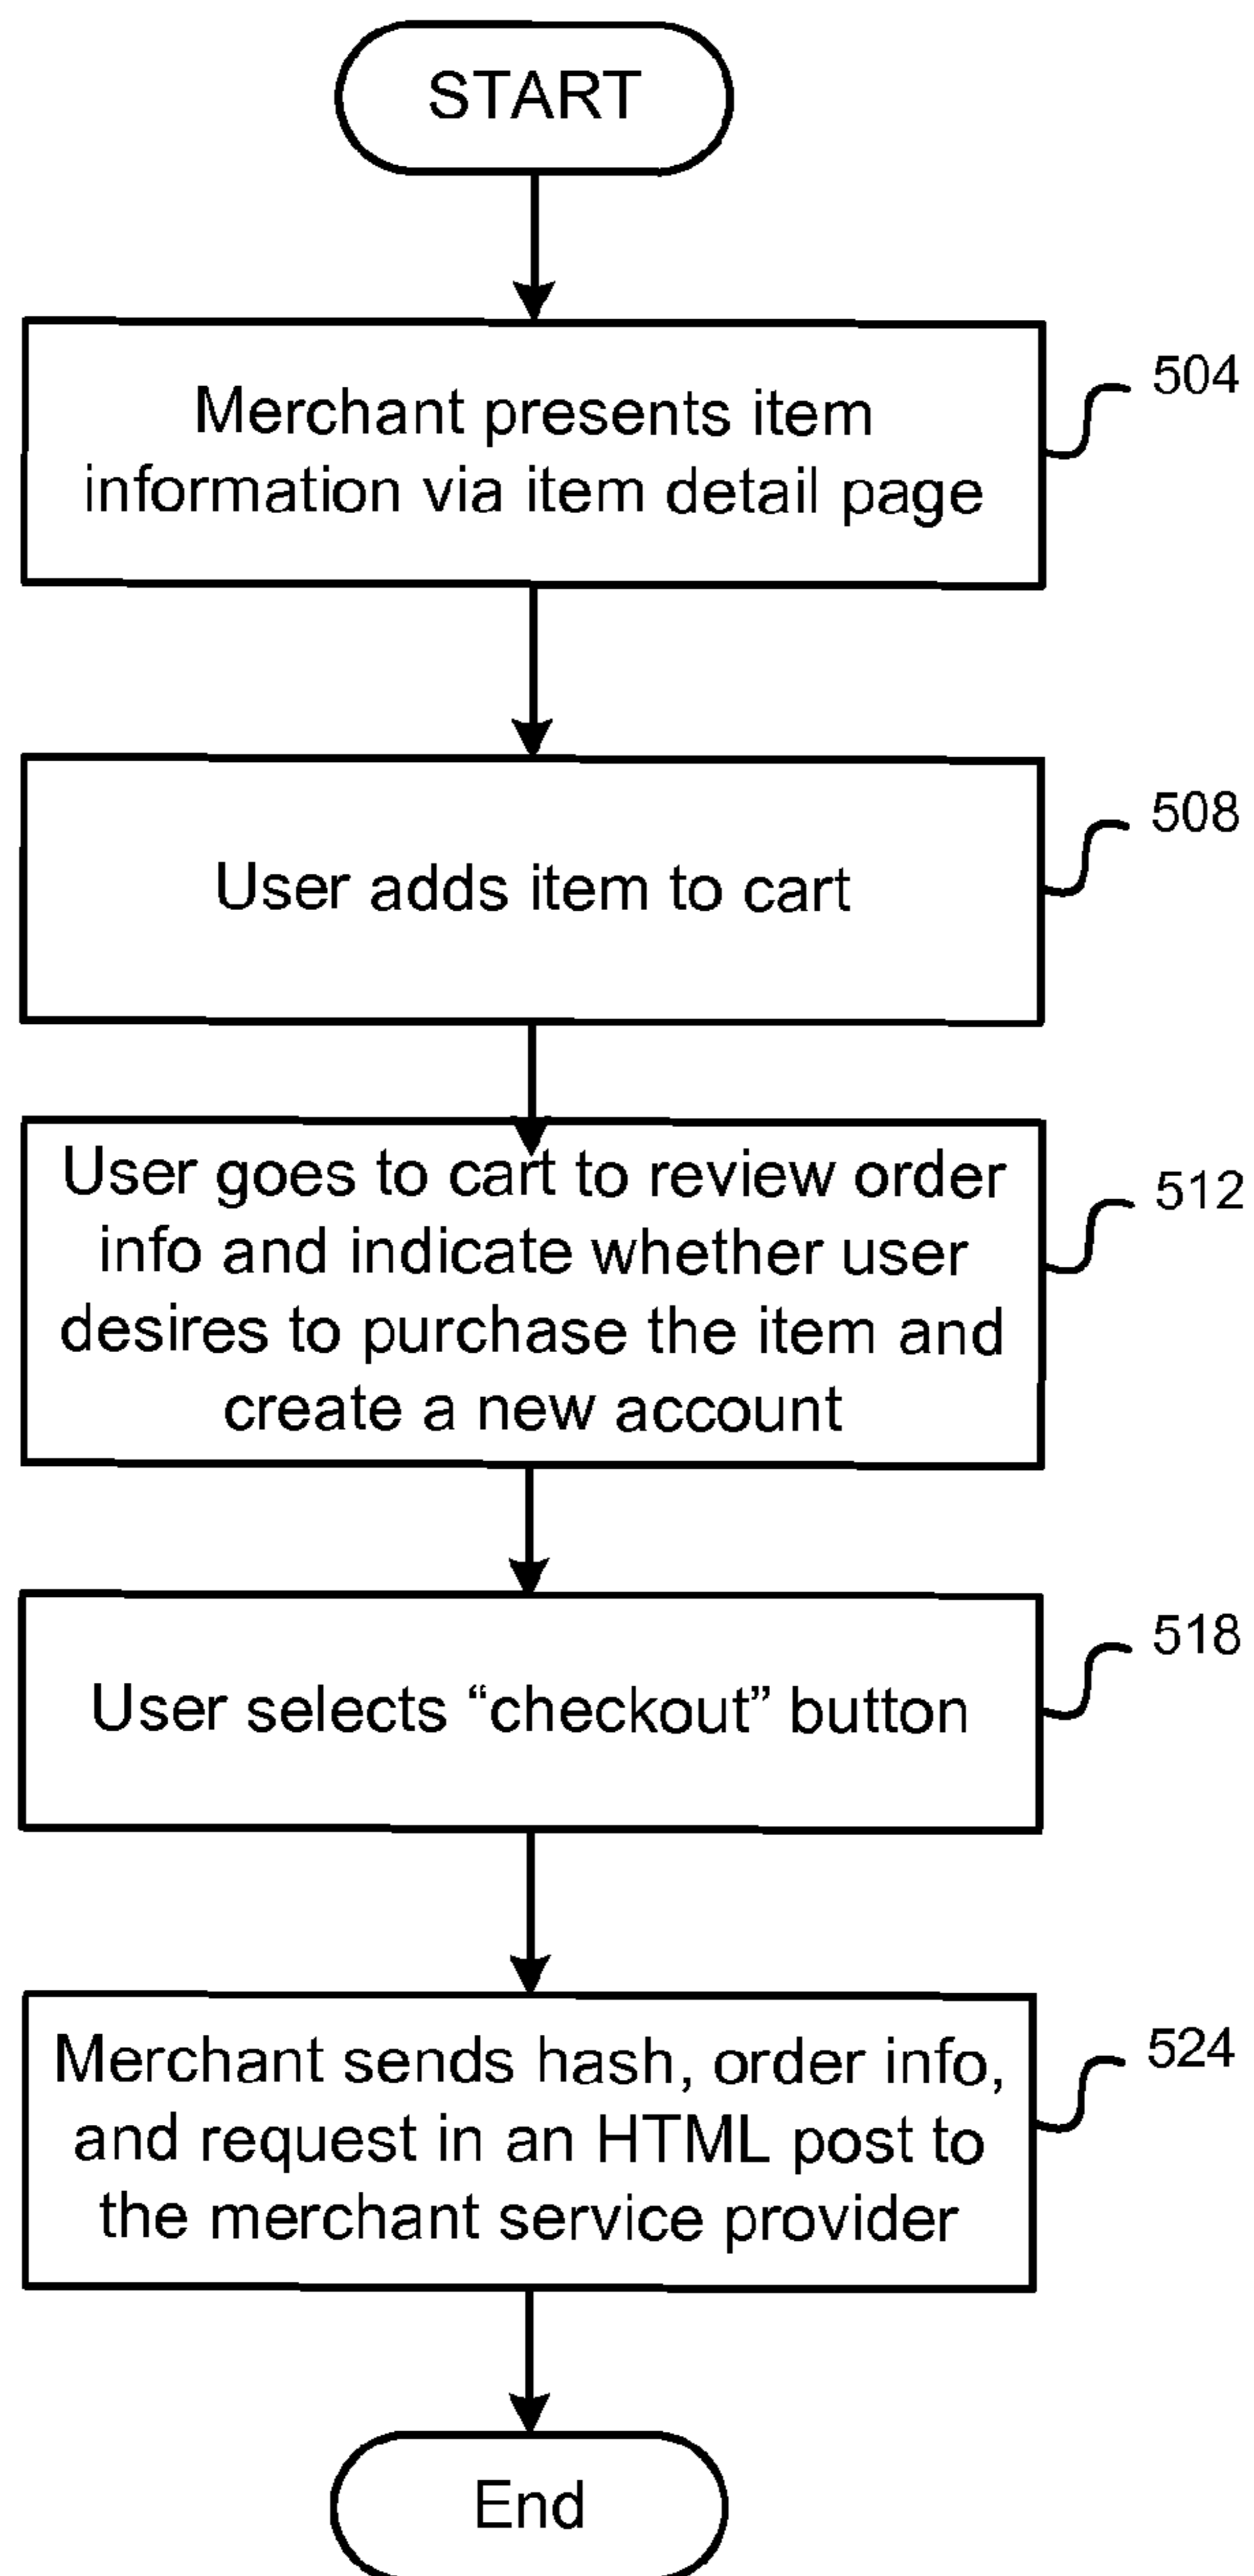 START
Merchant presents item
information via item detail page
504
User adds item to cart
508
User goes to cart to review order
info and indicate whether user
desires to purchase the item and
create a new account
512
User selects “checkout” button
518
Merchant sends hash, order info,
and request in an HTML post to
the merchant service provider
524
End